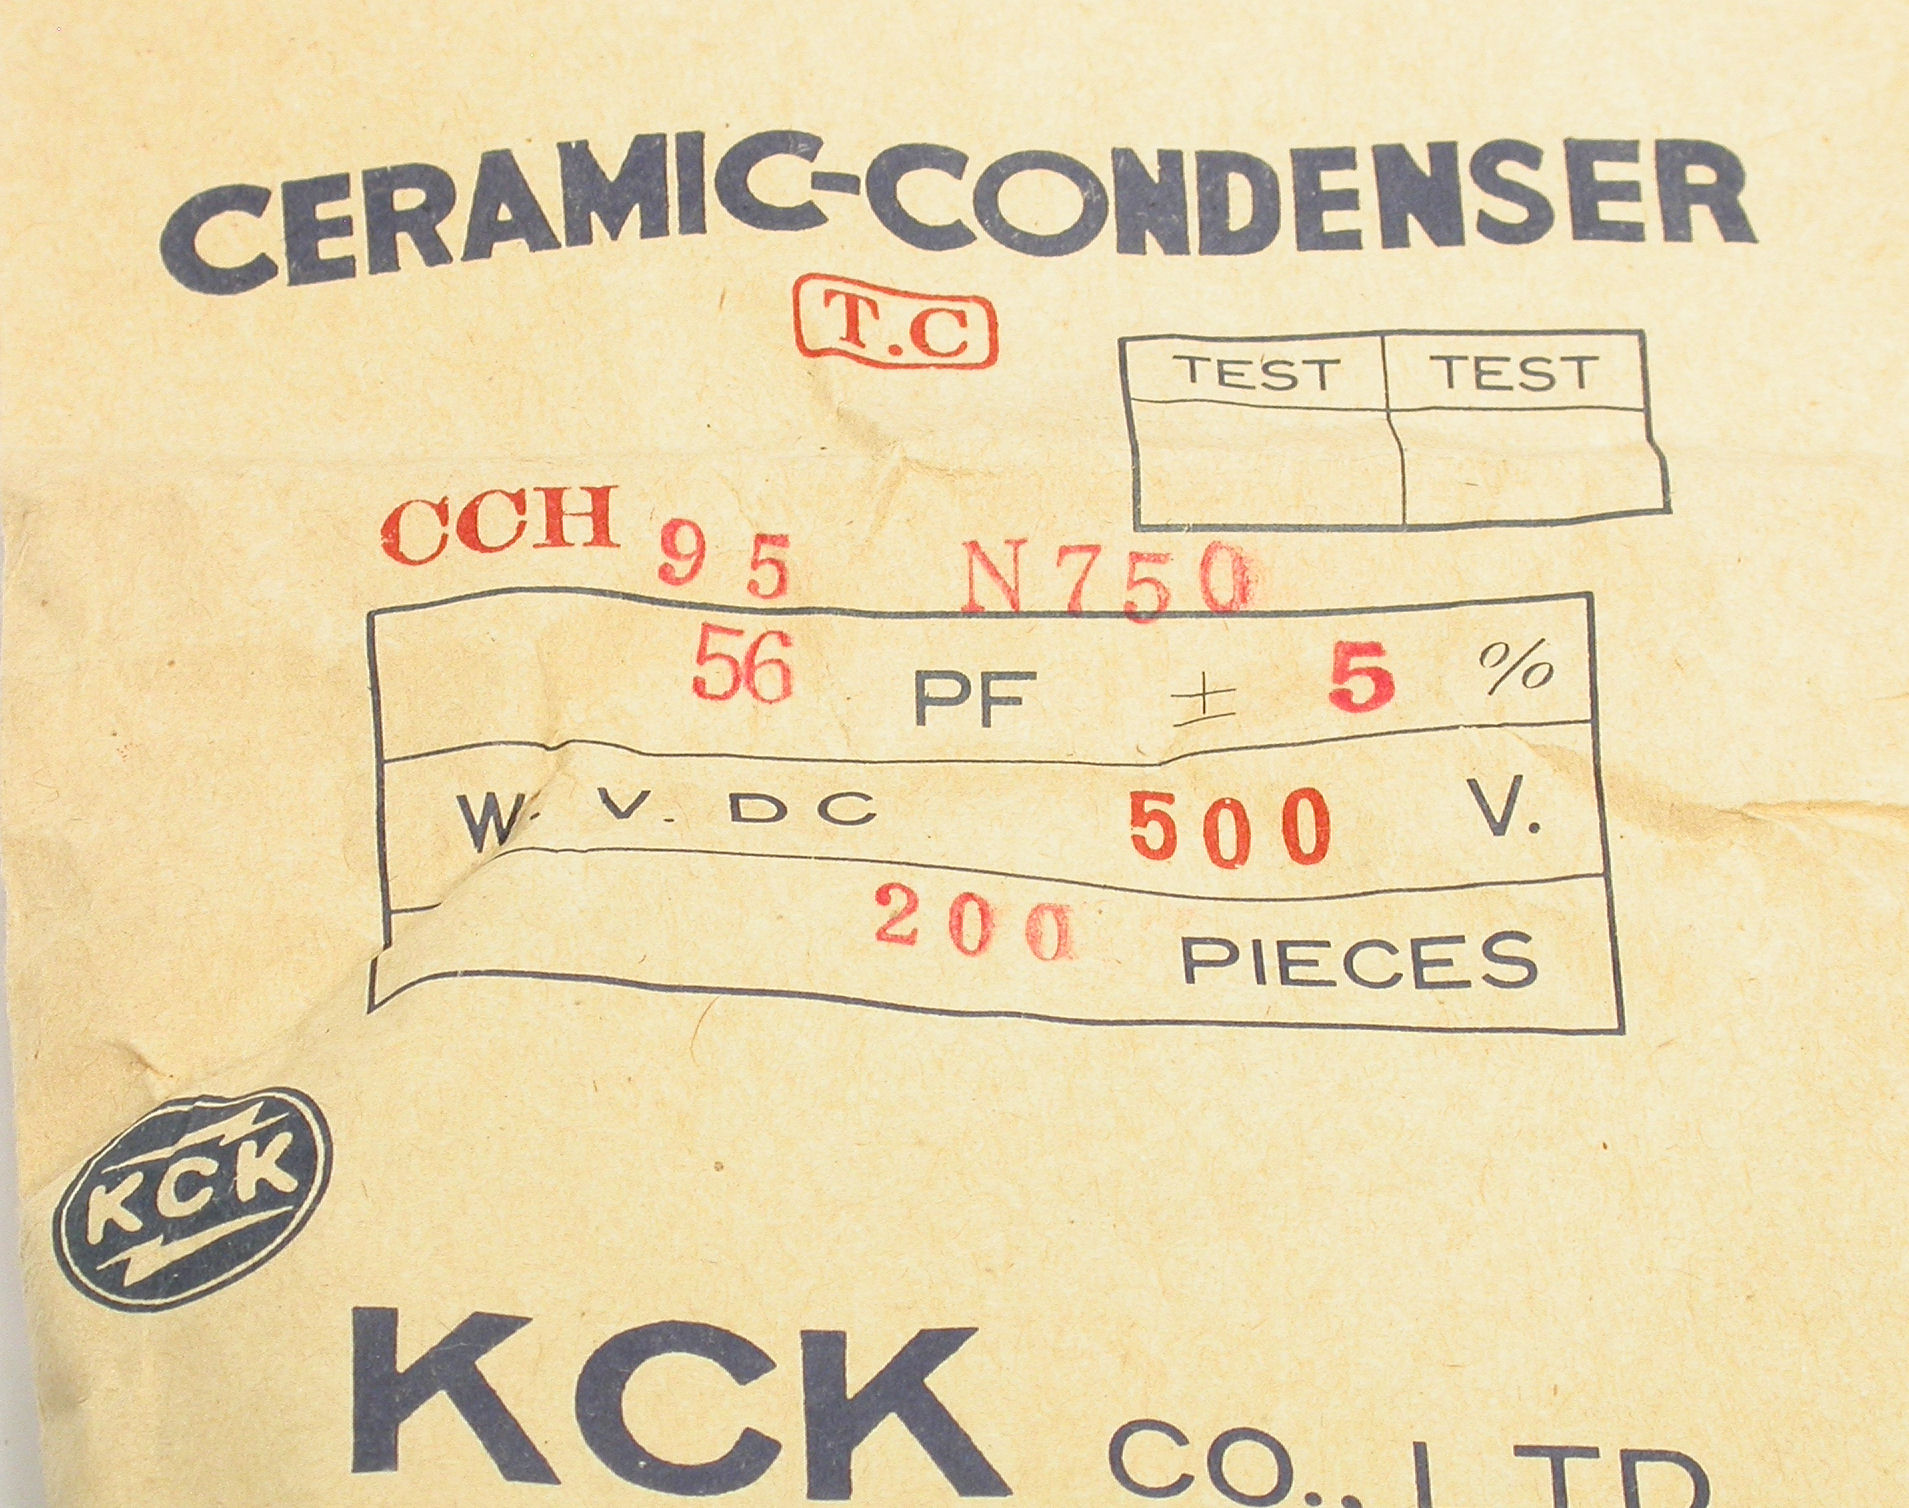 CERAMIC-CONDENSER
T.C
TEST TEST
CCH 95 N750
56 PF ± 5 %
W. V. DC 500 V.
200 PIECES
KCK
KCK CO., LTD